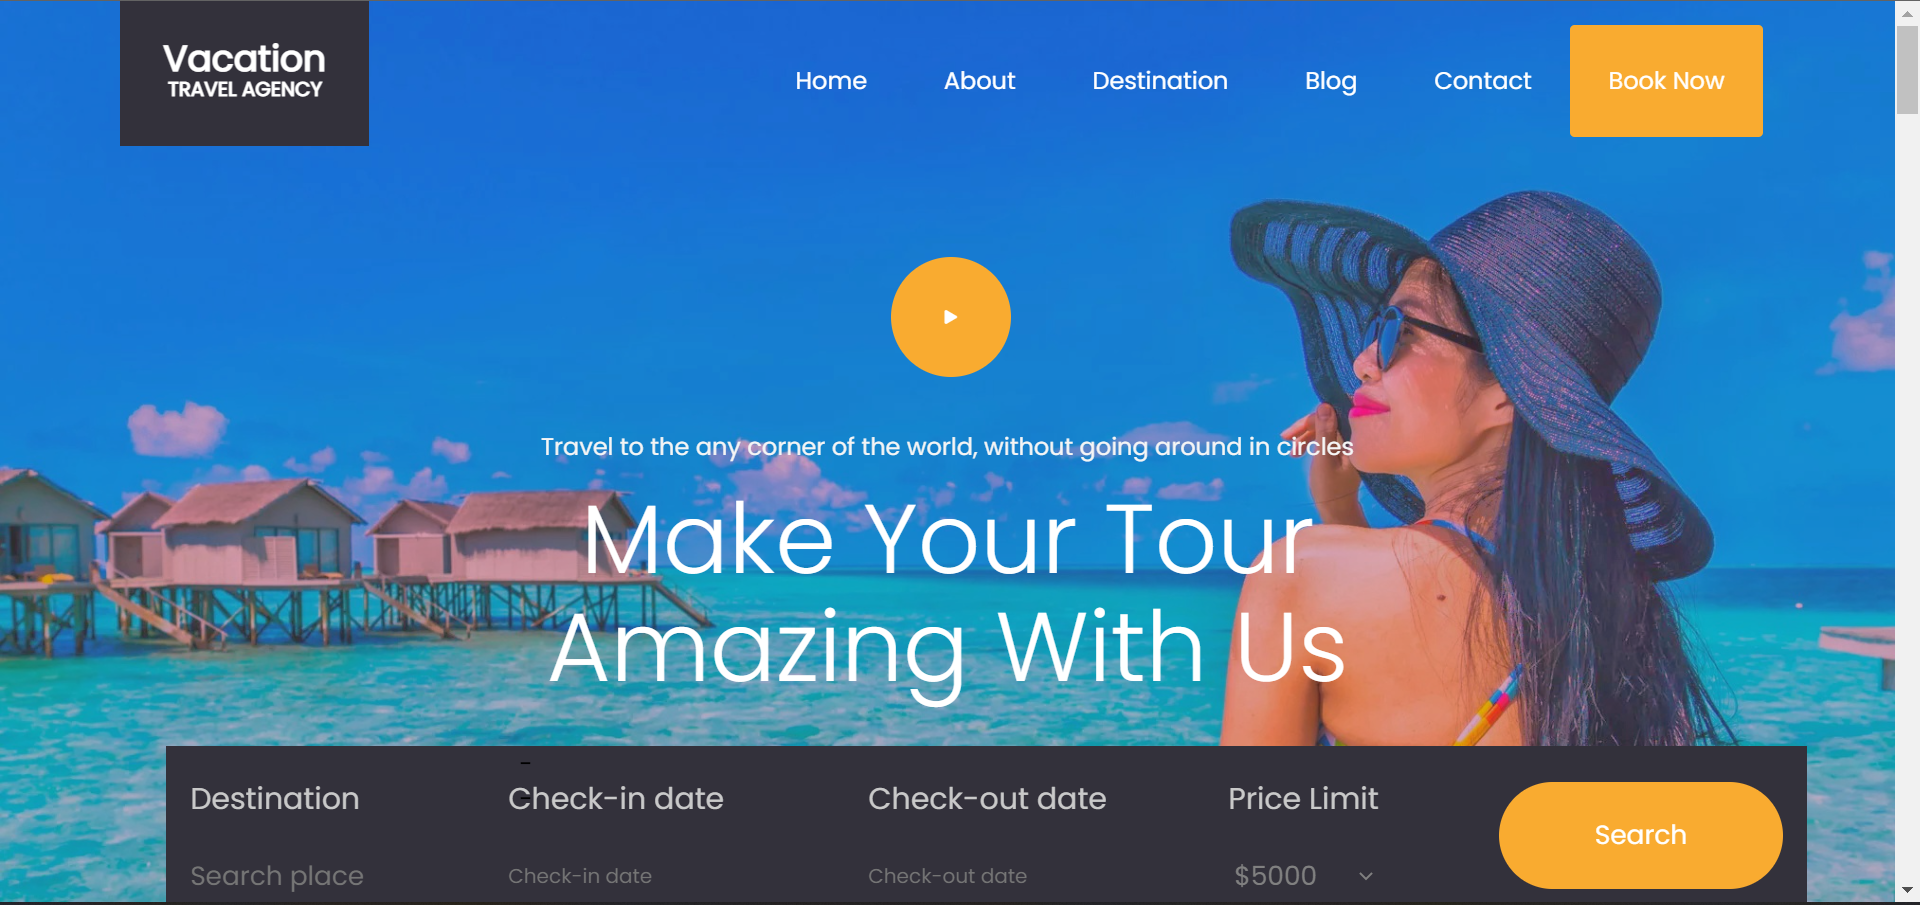 Vacation
TRAVEL AGENCY
Home About Destination Blog Contact Book Now
Travel to the any corner of the world, without going around in circles
Make Your Tour
Amazing With Us
Destination Check-in date Check-out date Price Limit
Search
Search place Check-in date Check-out date $5000